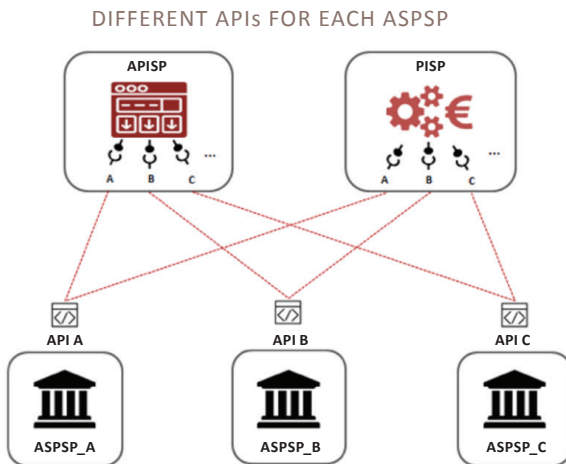 DIFFERENT APIs FOR EACH ASPSP
APISP
PISP
...
...
A B C
A B C
€
</>
</>
</>
API A
API B
API C
ASPSP_A
ASPSP_B
ASPSP_C